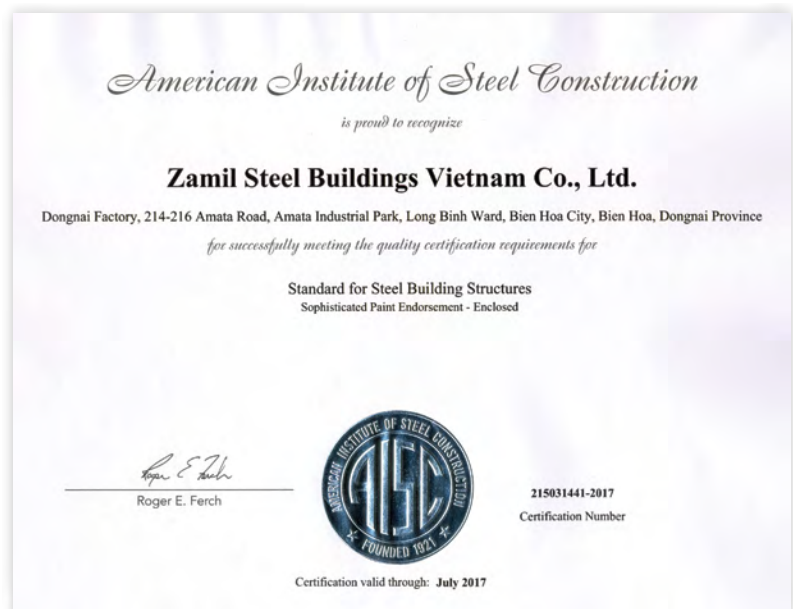 American Institute of Steel Construction
is proud to recognize
Zamil Steel Buildings Vietnam Co., Ltd.
Dongnai Factory, 214-216 Amata Road, Amata Industrial Park, Long Binh Ward, Bien Hoa City, Bien Hoa, Dongnai Province
for successfully meeting the quality certification requirements for
Standard for Steel Building Structures
Sophisticated Paint Endorsement - Enclosed
Roger E. Ferch
AMERICAN INSTITUTE OF STEEL CONSTRUCTION
AISC
FOUNDED 1921
215031441-2017
Certification Number
Certification valid through: July 2017